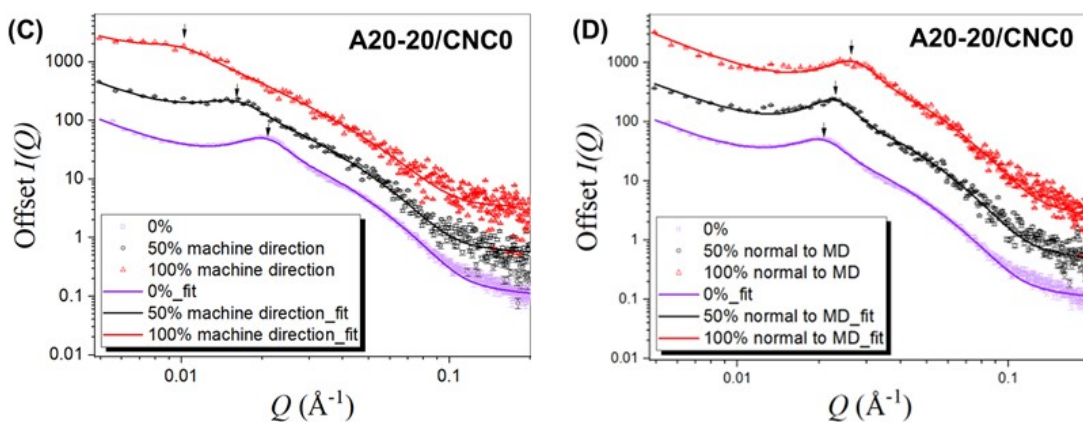 (C)
A20-20/CNC0
1000
100
10
1
0.1
0.01
Offset I(Q)
0%
50% machine direction
100% machine direction
0%_fit
50% machine direction_fit
100% machine direction_fit
0.01
0.1
Q (Å-1)
(D)
A20-20/CNC0
1000
100
10
1
0.1
0.01
Offset I(Q)
0%
50% normal to MD
100% normal to MD
0%_fit
50% normal to MD_fit
100% normal to MD_fit
0.01
0.1
Q (Å-1)